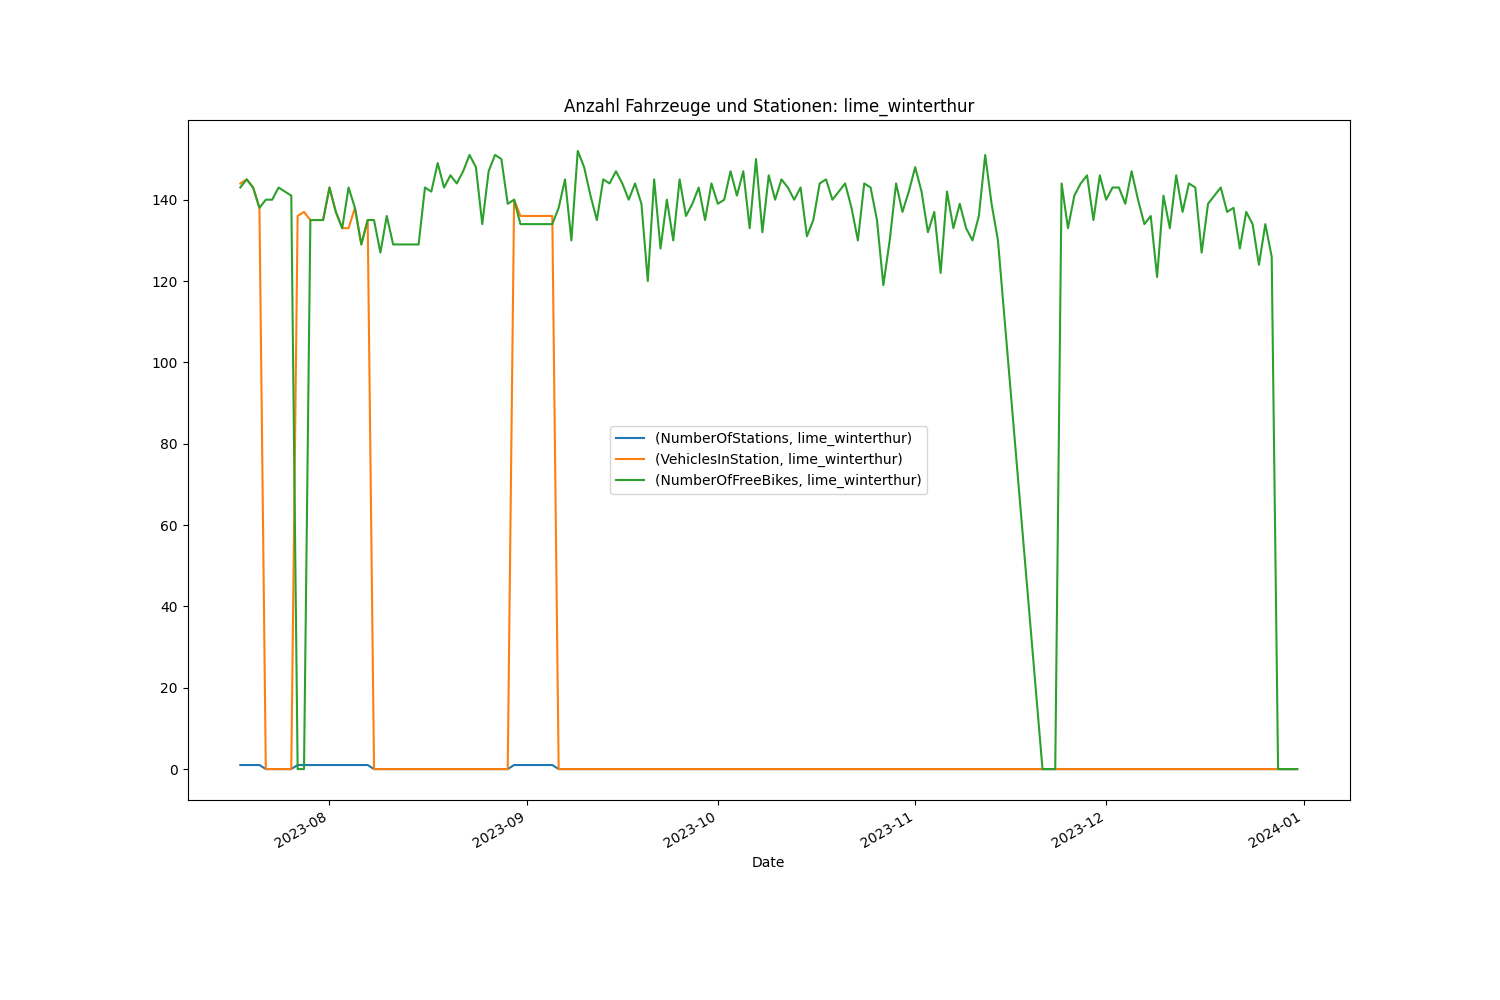 Anzahl Fahrzeuge und Stationen: lime_winterthur
140
120
100
80
60
40
20
0
(NumberOfStations, lime_winterthur)
(VehiclesInStation, lime_winterthur)
(NumberOfFreeBikes, lime_winterthur)
2023-08
2023-09
2023-10
2023-11
2023-12
2024-01
Date